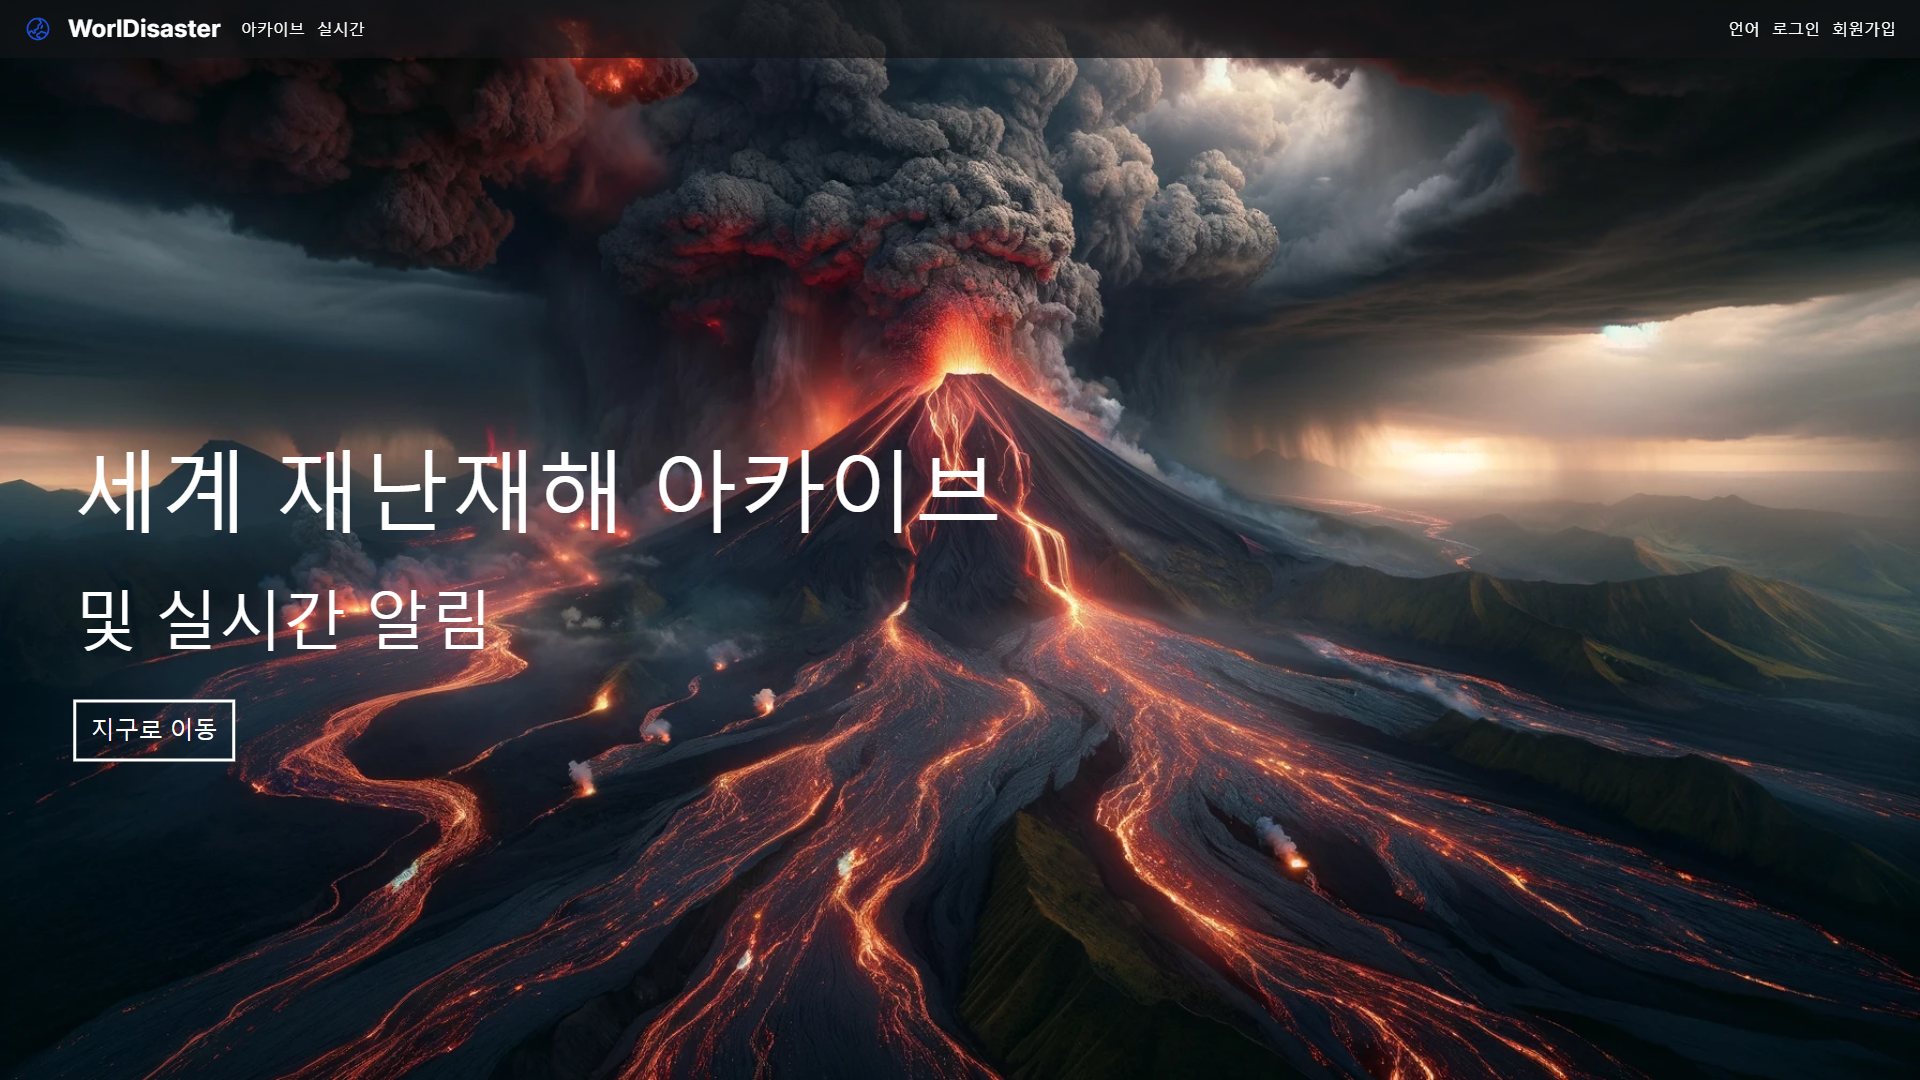 WorlDisaster 아카이브 실시간 언어 로그인 회원가입
세계 재난재해 아카이브
및 실시간 알림
지구로 이동